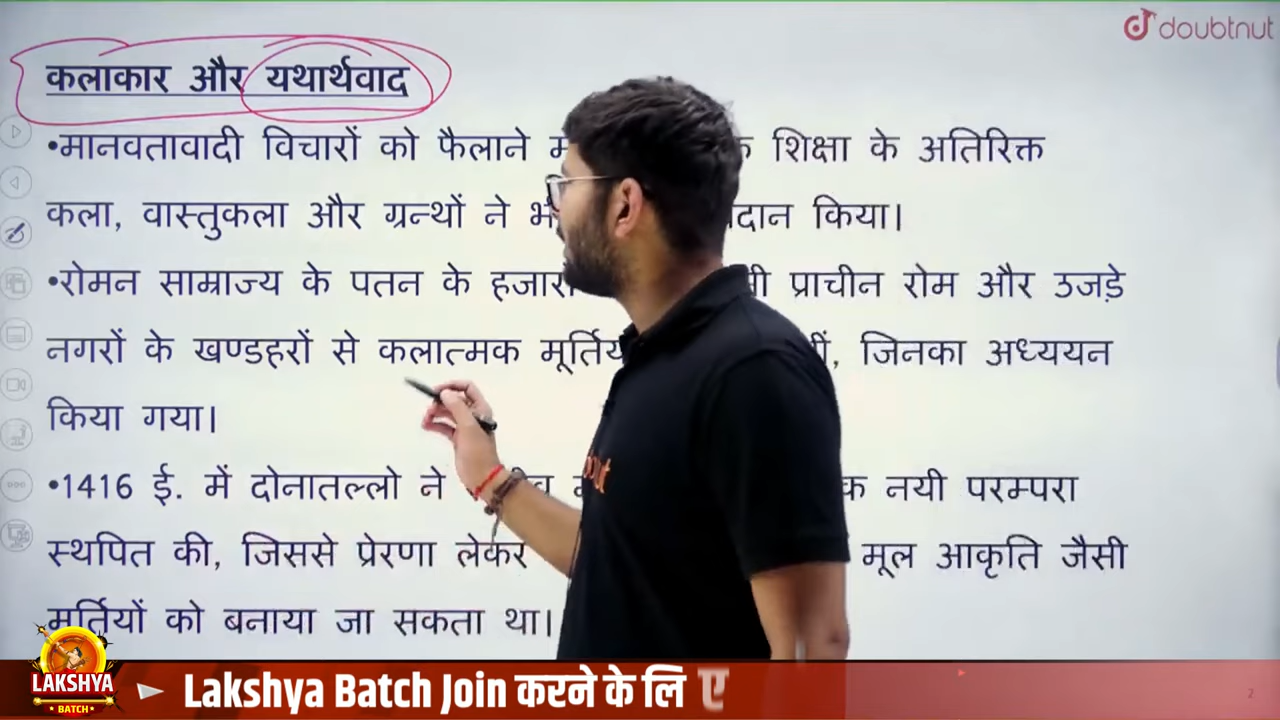 doubtnut
कलाकार और यथार्थवाद
•मानवतावादी विचारों को फैलाने शिक्षा के अतिरिक्त
कला, वास्तुकला और ग्रन्थों ने किया।
•रोमन साम्राज्य के पतन के प्राचीन रोम और उजड़े
नगरों के खण्डहरों से कलात्मक जिनका अध्ययन
किया गया।
•1416 ई. में दोनातल्लो ने नयी परम्परा
स्थपित की, जिससे प्रेरणा लेकर मूल आकृति जैसी
मूर्तियों को बनाया जा सकता था।
LAKSHYA
BATCH
Lakshya Batch Join करने के लि ए
2